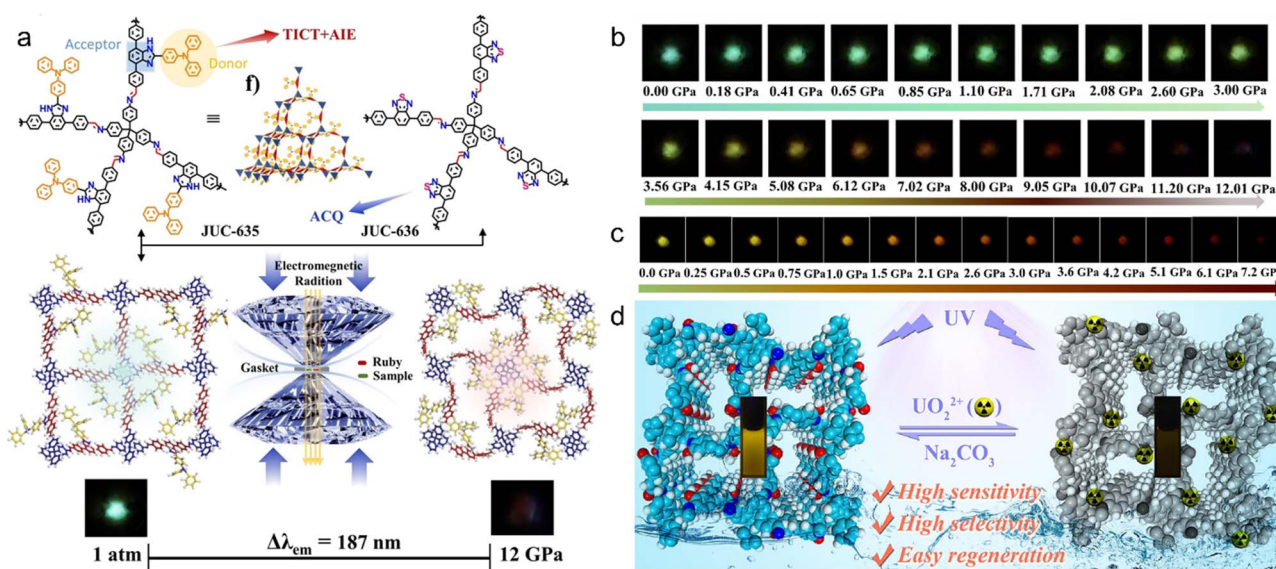 a
Acceptor
TICT+AIE
Donor
f)
≡
ACQ
JUC-635
JUC-636
Electromagnetic
Radition
Gasket
Ruby
Sample
1 atm
Δλem = 187 nm
12 GPa
b
0.00 GPa 0.18 GPa 0.41 GPa 0.65 GPa 0.85 GPa 1.10 GPa 1.71 GPa 2.08 GPa 2.60 GPa 3.00 GPa
3.56 GPa 4.15 GPa 5.08 GPa 6.12 GPa 7.02 GPa 8.00 GPa 9.05 GPa 10.07 GPa 11.20 GPa 12.01 GPa
c
0.0 GPa 0.25 GPa 0.5 GPa 0.75 GPa 1.0 GPa 1.5 GPa 2.1 GPa 2.6 GPa 3.0 GPa 3.6 GPa 4.2 GPa 5.1 GPa 6.1 GPa 7.2 GPa
d
UV
UO₂²⁺ (☢)
Na₂CO₃
✓ High sensitivity
✓ High selectivity
✓ Easy regeneration